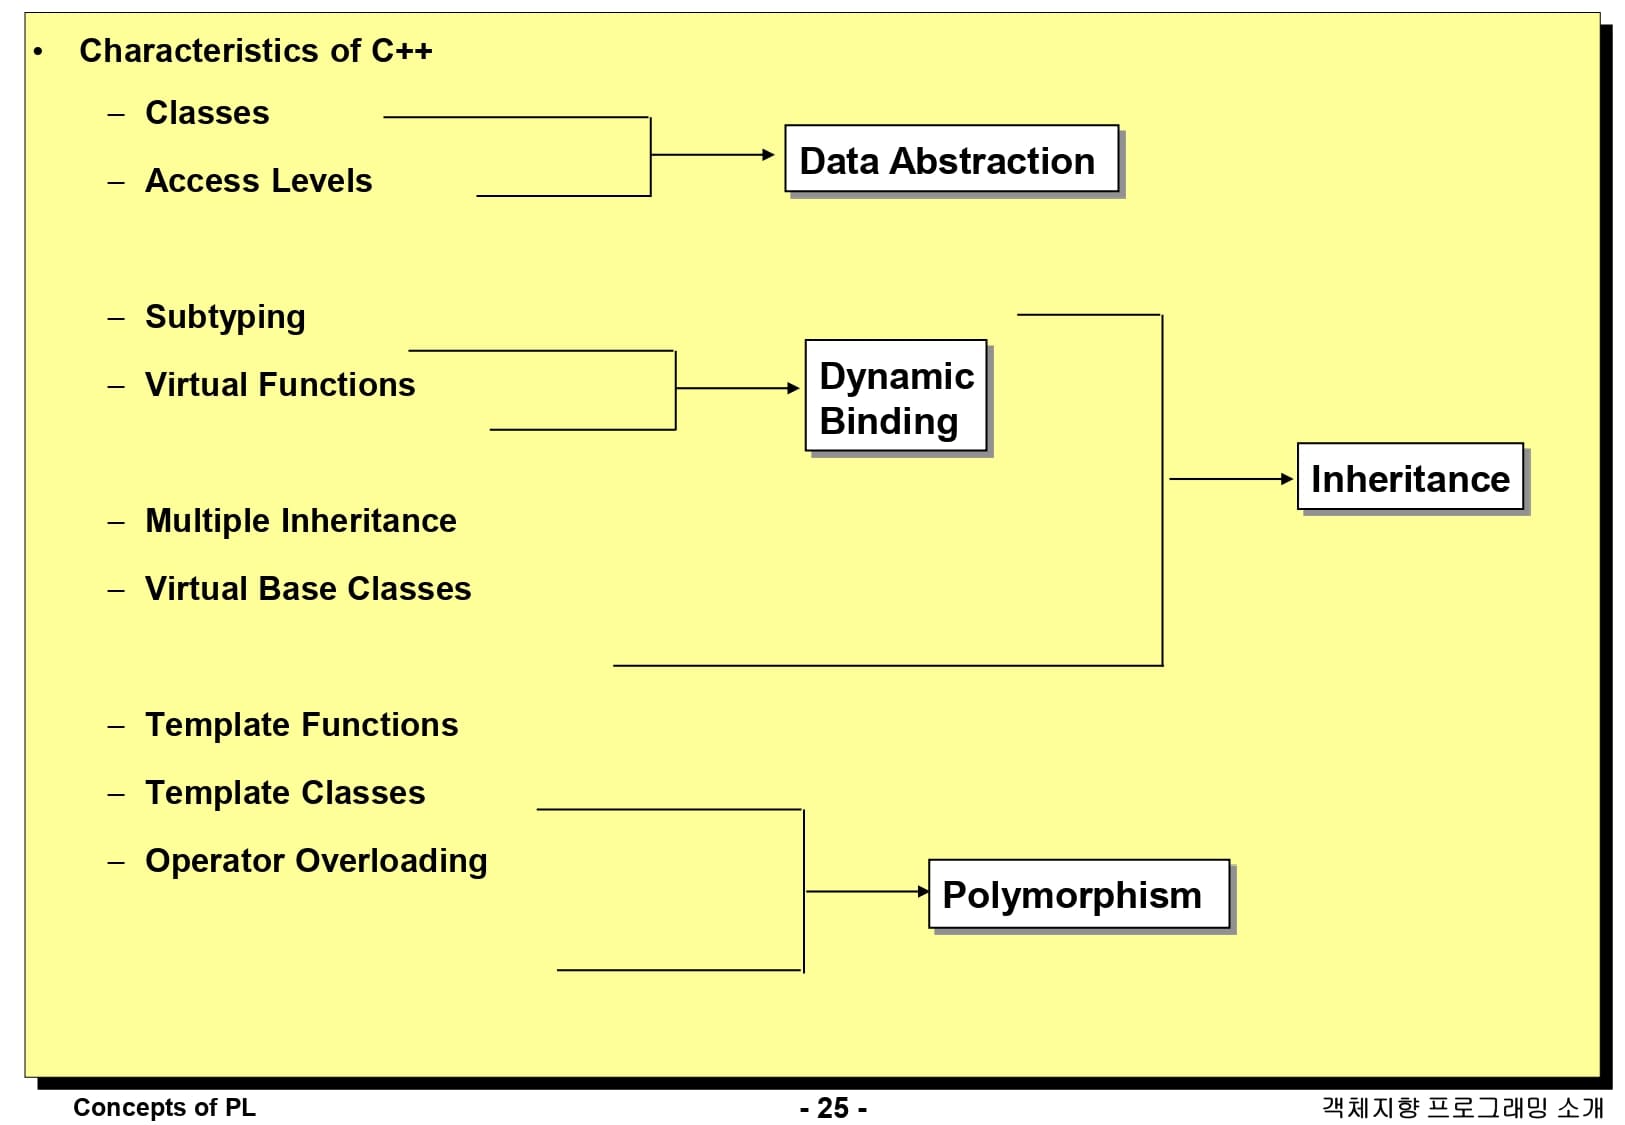 • Characteristics of C++
– Classes
– Access Levels
Data Abstraction
– Subtyping
– Virtual Functions
Dynamic
Binding
Inheritance
– Multiple Inheritance
– Virtual Base Classes
– Template Functions
– Template Classes
– Operator Overloading
Polymorphism
Concepts of PL
- 25 -
객체지향 프로그래밍 소개